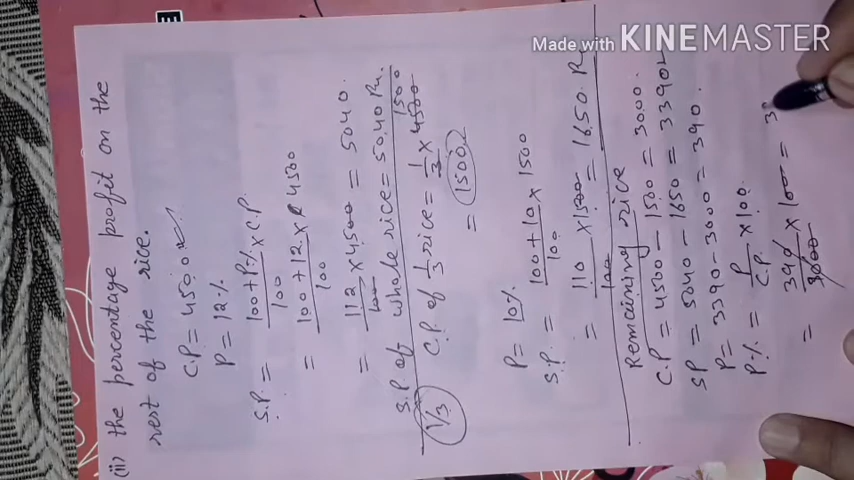 (ii) the percentage profit on the
rest of the rice.
C.P = 4500
P = 12%
S.P. = 100+P% / 100 × C.P.
= 100+12 / 100 × 4500
= 112 / 100 × 4500 = 5040.
S.P of whole rice = 5040 Rs.
1/3
C.P. of 1/3 rice = 1/3 × 4500 1500
= 1500
P = 10%
S.P. = 100+10 / 100 × 1500
= 110 / 100 × 1500 = 1650. Rs
Remaining rice
C.P = 4500 - 1500 = 3000.
SP = 5040 - 1650 = 3390
P = 3390 - 3000 = 390.
P% = P / C.P. × 100.
= 390 / 3000 × 100 =
Made with KINEMASTER